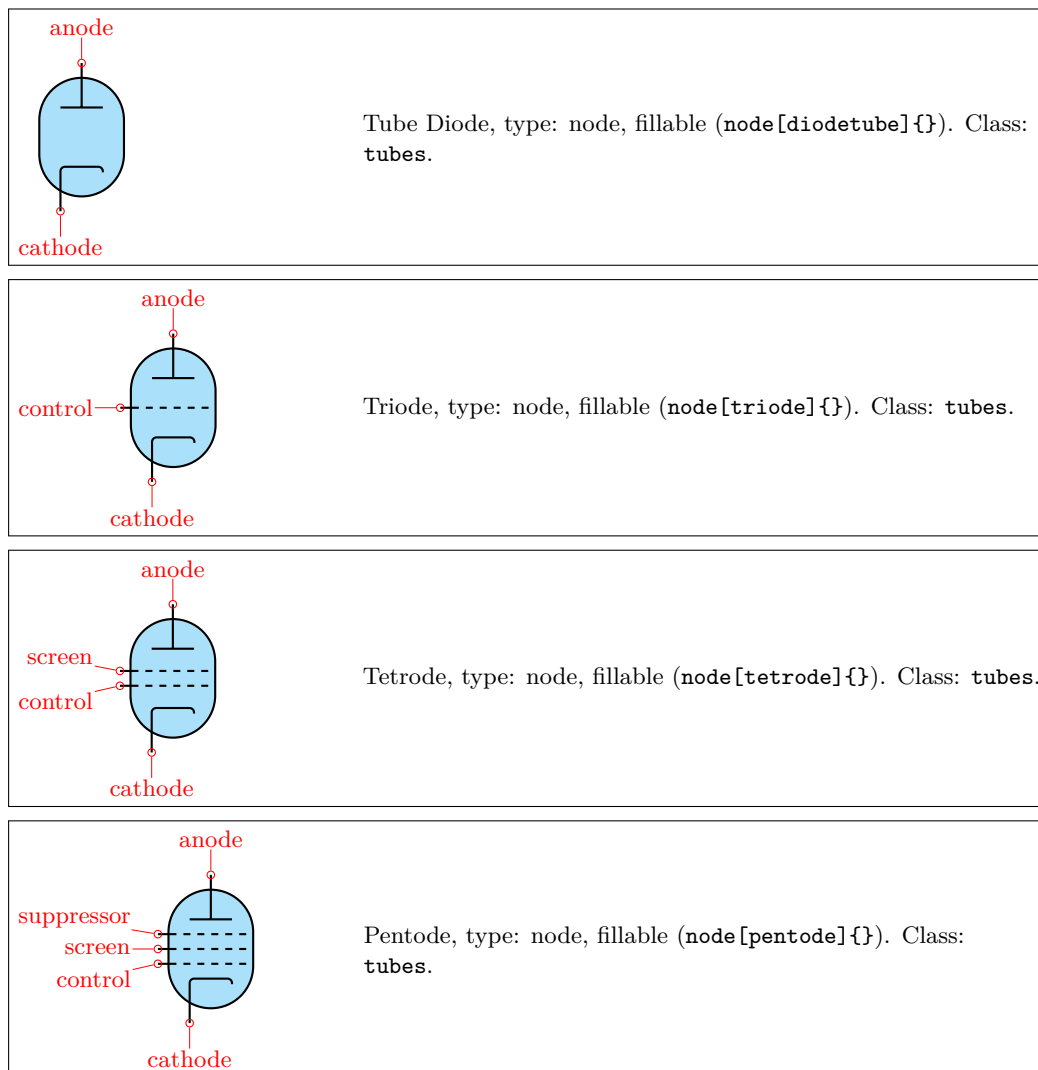 anode
Tube Diode, type: node, fillable (node[diodetube]{}). Class:
tubes.
cathode
anode
control
Triode, type: node, fillable (node[triode]{}). Class: tubes.
cathode
anode
screen
control
Tetrode, type: node, fillable (node[tetrode]{}). Class: tubes.
cathode
anode
suppressor
screen
control
Pentode, type: node, fillable (node[pentode]{}). Class:
tubes.
cathode